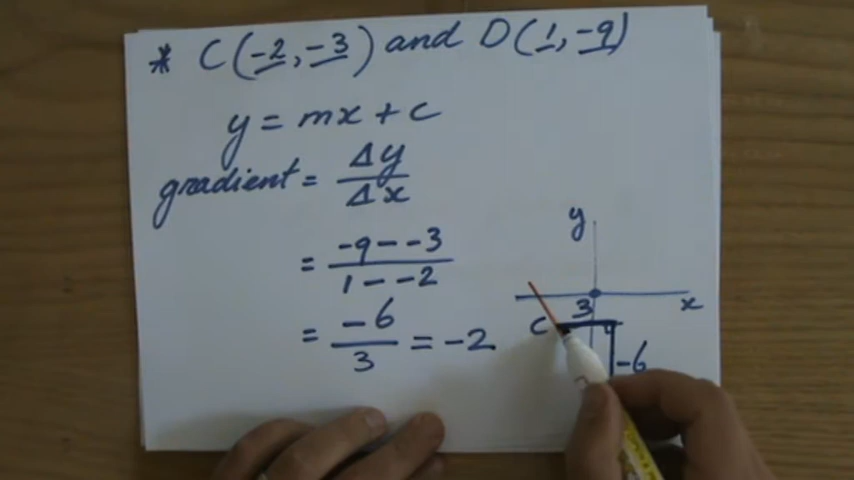 * C(-2, -3) and D(1, -9)
y = mx + c
gradient = Δy / Δx
= -9 - -3 / 1 - -2
= -6 / 3 = -2
y
x
3
C
-6